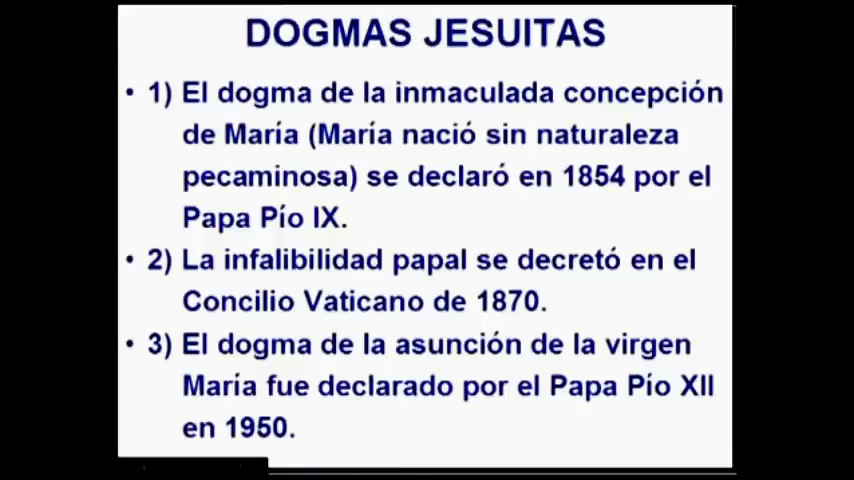 DOGMAS JESUITAS
• 1) El dogma de la inmaculada concepción
de María (María nació sin naturaleza
pecaminosa) se declaró en 1854 por el
Papa Pío IX.
• 2) La infalibilidad papal se decretó en el
Concilio Vaticano de 1870.
• 3) El dogma de la asunción de la virgen
María fue declarado por el Papa Pío XII
en 1950.